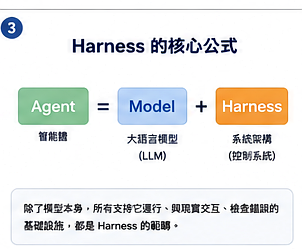 3
Harness 的核心公式
Agent = Model + Harness
智能體 大語言模型 系統架構
(LLM) (控制系統)
除了模型本身，所有支持它運行、與現實交互、檢查錯誤的
基礎設施，都是 Harness 的範疇。